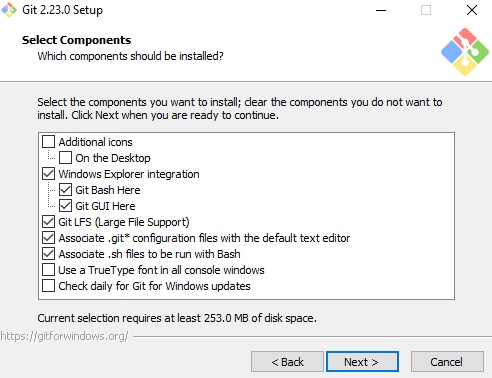 Git 2.23.0 Setup
Select Components
Which components should be installed?
Select the components you want to install; clear the components you do not want to
install. Click Next when you are ready to continue.
Additional icons
On the Desktop
Windows Explorer integration
Git Bash Here
Git GUI Here
Git LFS (Large File Support)
Associate .git* configuration files with the default text editor
Associate .sh files to be run with Bash
Use a TrueType font in all console windows
Check daily for Git for Windows updates
Current selection requires at least 253.0 MB of disk space.
https://gitforwindows.org/
< Back
Next >
Cancel